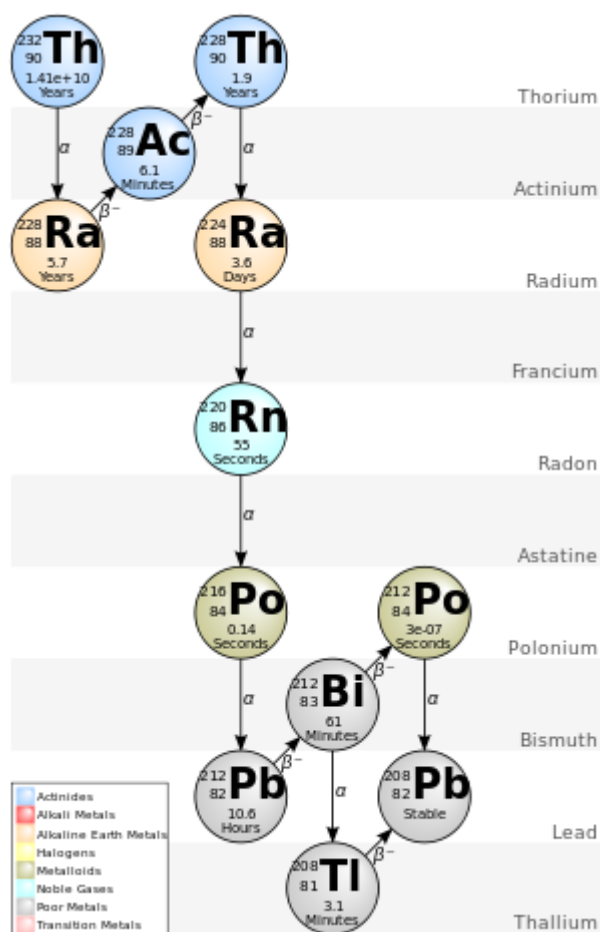 232
90 Th
1.41e+10
Years
228
90 Th
1.9
Years
Thorium
β⁻
α
228
89 Ac
6.1
Minutes
α
Actinium
β⁻
228
88 Ra
5.7
Years
224
88 Ra
3.6
Days
Radium
α
Francium
220
86 Rn
55
Seconds
Radon
α
Astatine
216
84 Po
0.14
Seconds
212
84 Po
3e-07
Seconds
Polonium
β⁻
α
212
83 Bi
61
Minutes
α
Bismuth
β⁻
212
82 Pb
10.6
Hours
α
208
82 Pb
Stable
Lead
β⁻
208
81 Tl
3.1
Minutes
Thallium
Actinides
Alkali Metals
Alkaline Earth Metals
Halogens
Metalloids
Noble Gases
Poor Metals
Transition Metals